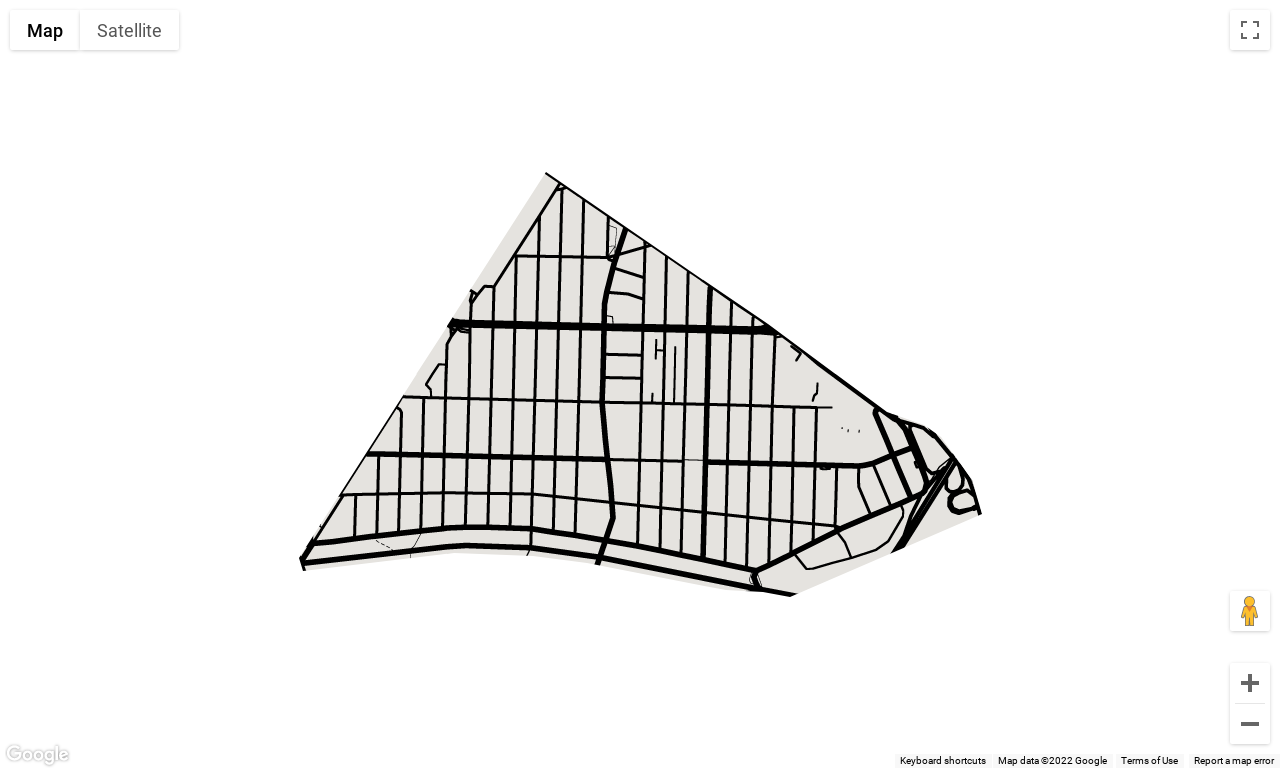 Map Satellite
Google
Keyboard shortcuts Map data ©2022 Google Terms of Use Report a map error